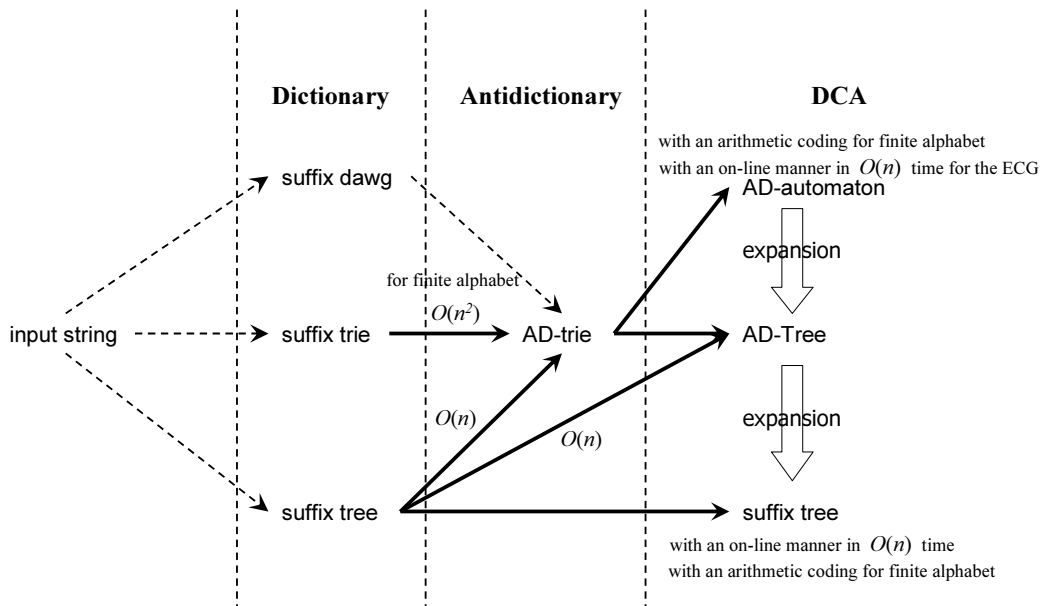 Dictionary
Antidictionary
DCA
with an arithmetic coding for finite alphabet
with an on-line manner in O(n) time for the ECG
suffix dawg
AD-automaton
expansion
for finite alphabet
O(n²)
input string
suffix trie
AD-trie
AD-Tree
O(n)
O(n)
expansion
suffix tree
suffix tree
with an on-line manner in O(n) time
with an arithmetic coding for finite alphabet